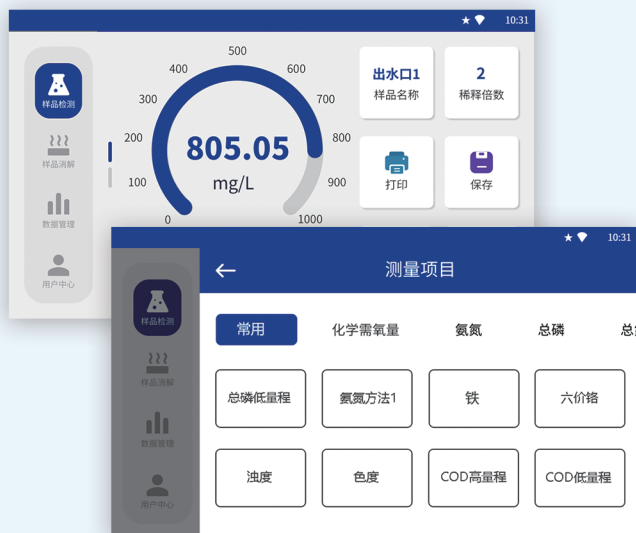 10:31
样品检测
样品消解
数据管理
用户中心
0
100
200
300
400
500
600
700
800
900
1000
805.05
mg/L
出水口1
样品名称
2
稀释倍数
打印
保存
10:31
测量项目
样品检测
样品消解
数据管理
用户中心
常用
化学需氧量
氨氮
总磷
总
总磷低量程
氨氮方法1
铁
六价铬
浊度
色度
COD高量程
COD低量程